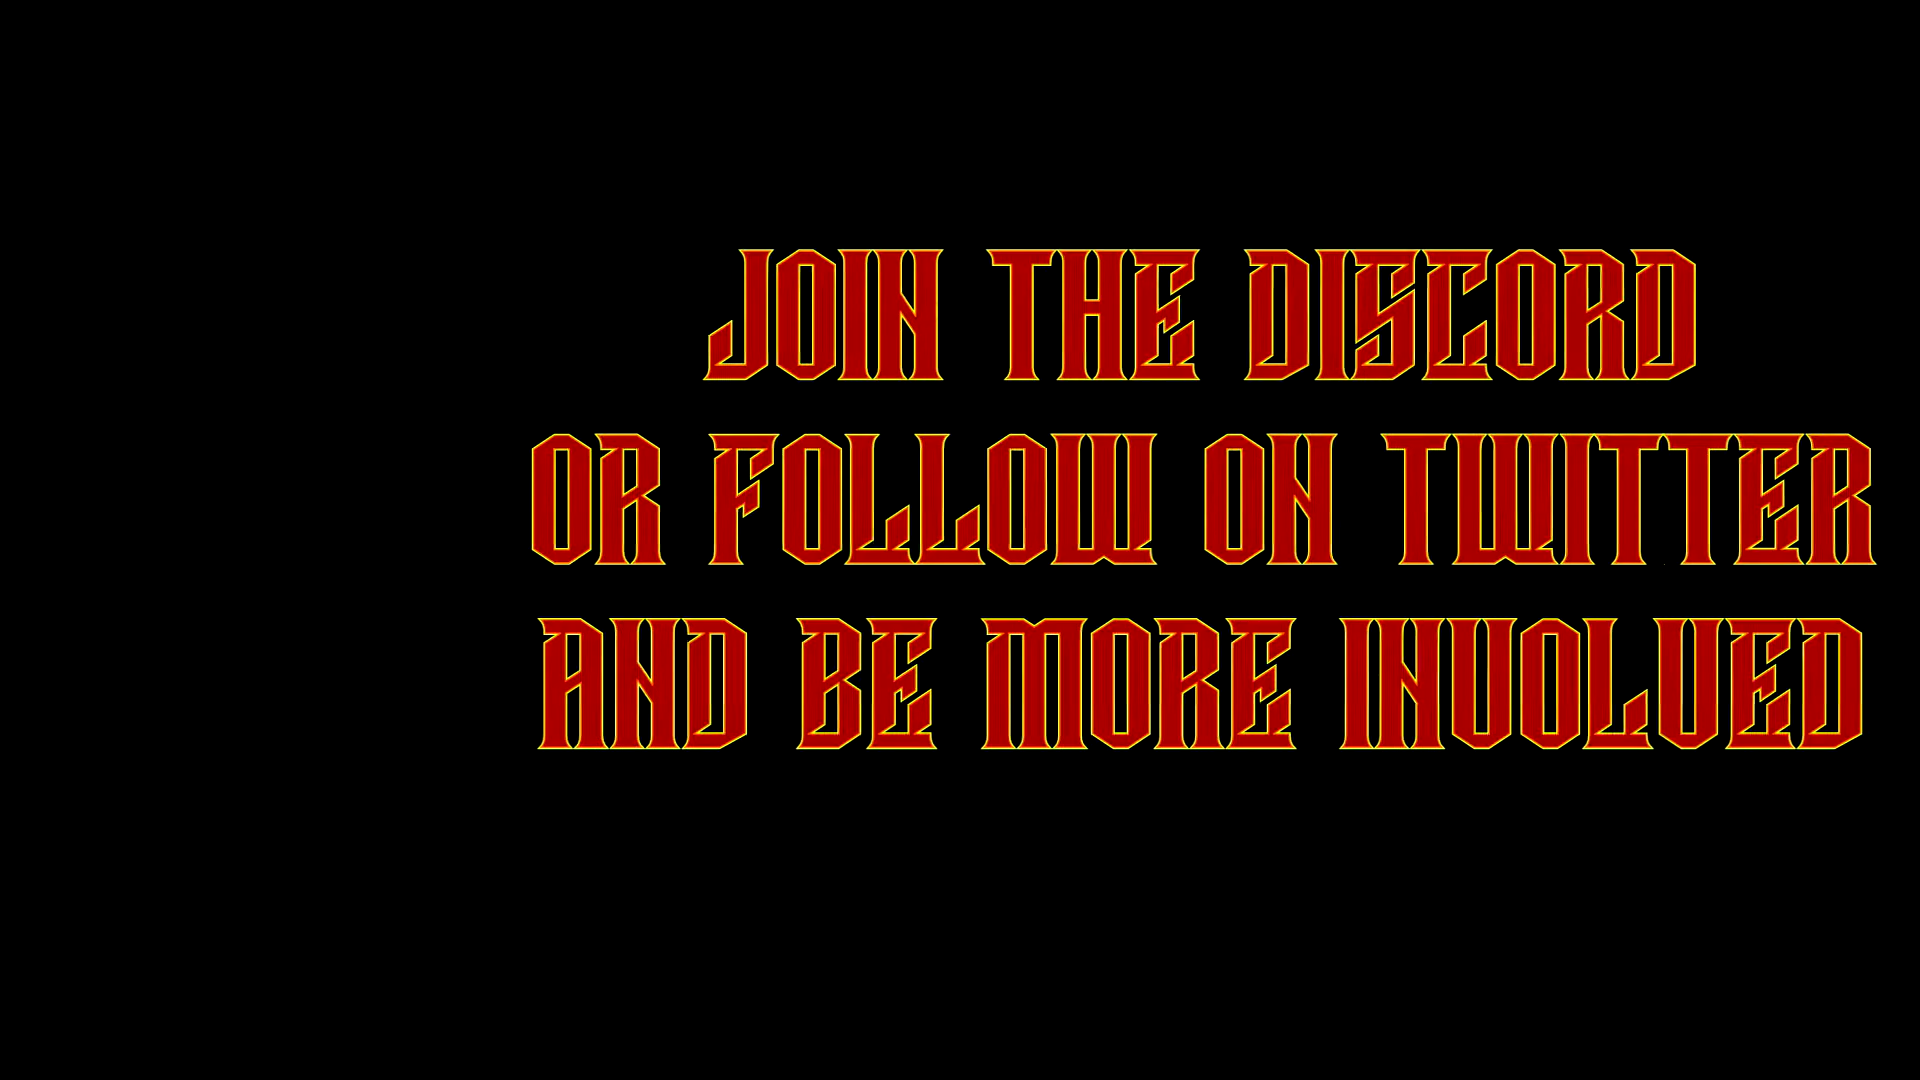 JOIN THE DISCORD
OR FOLLOW ON TWITTER
AND BE MORE INVOLVED